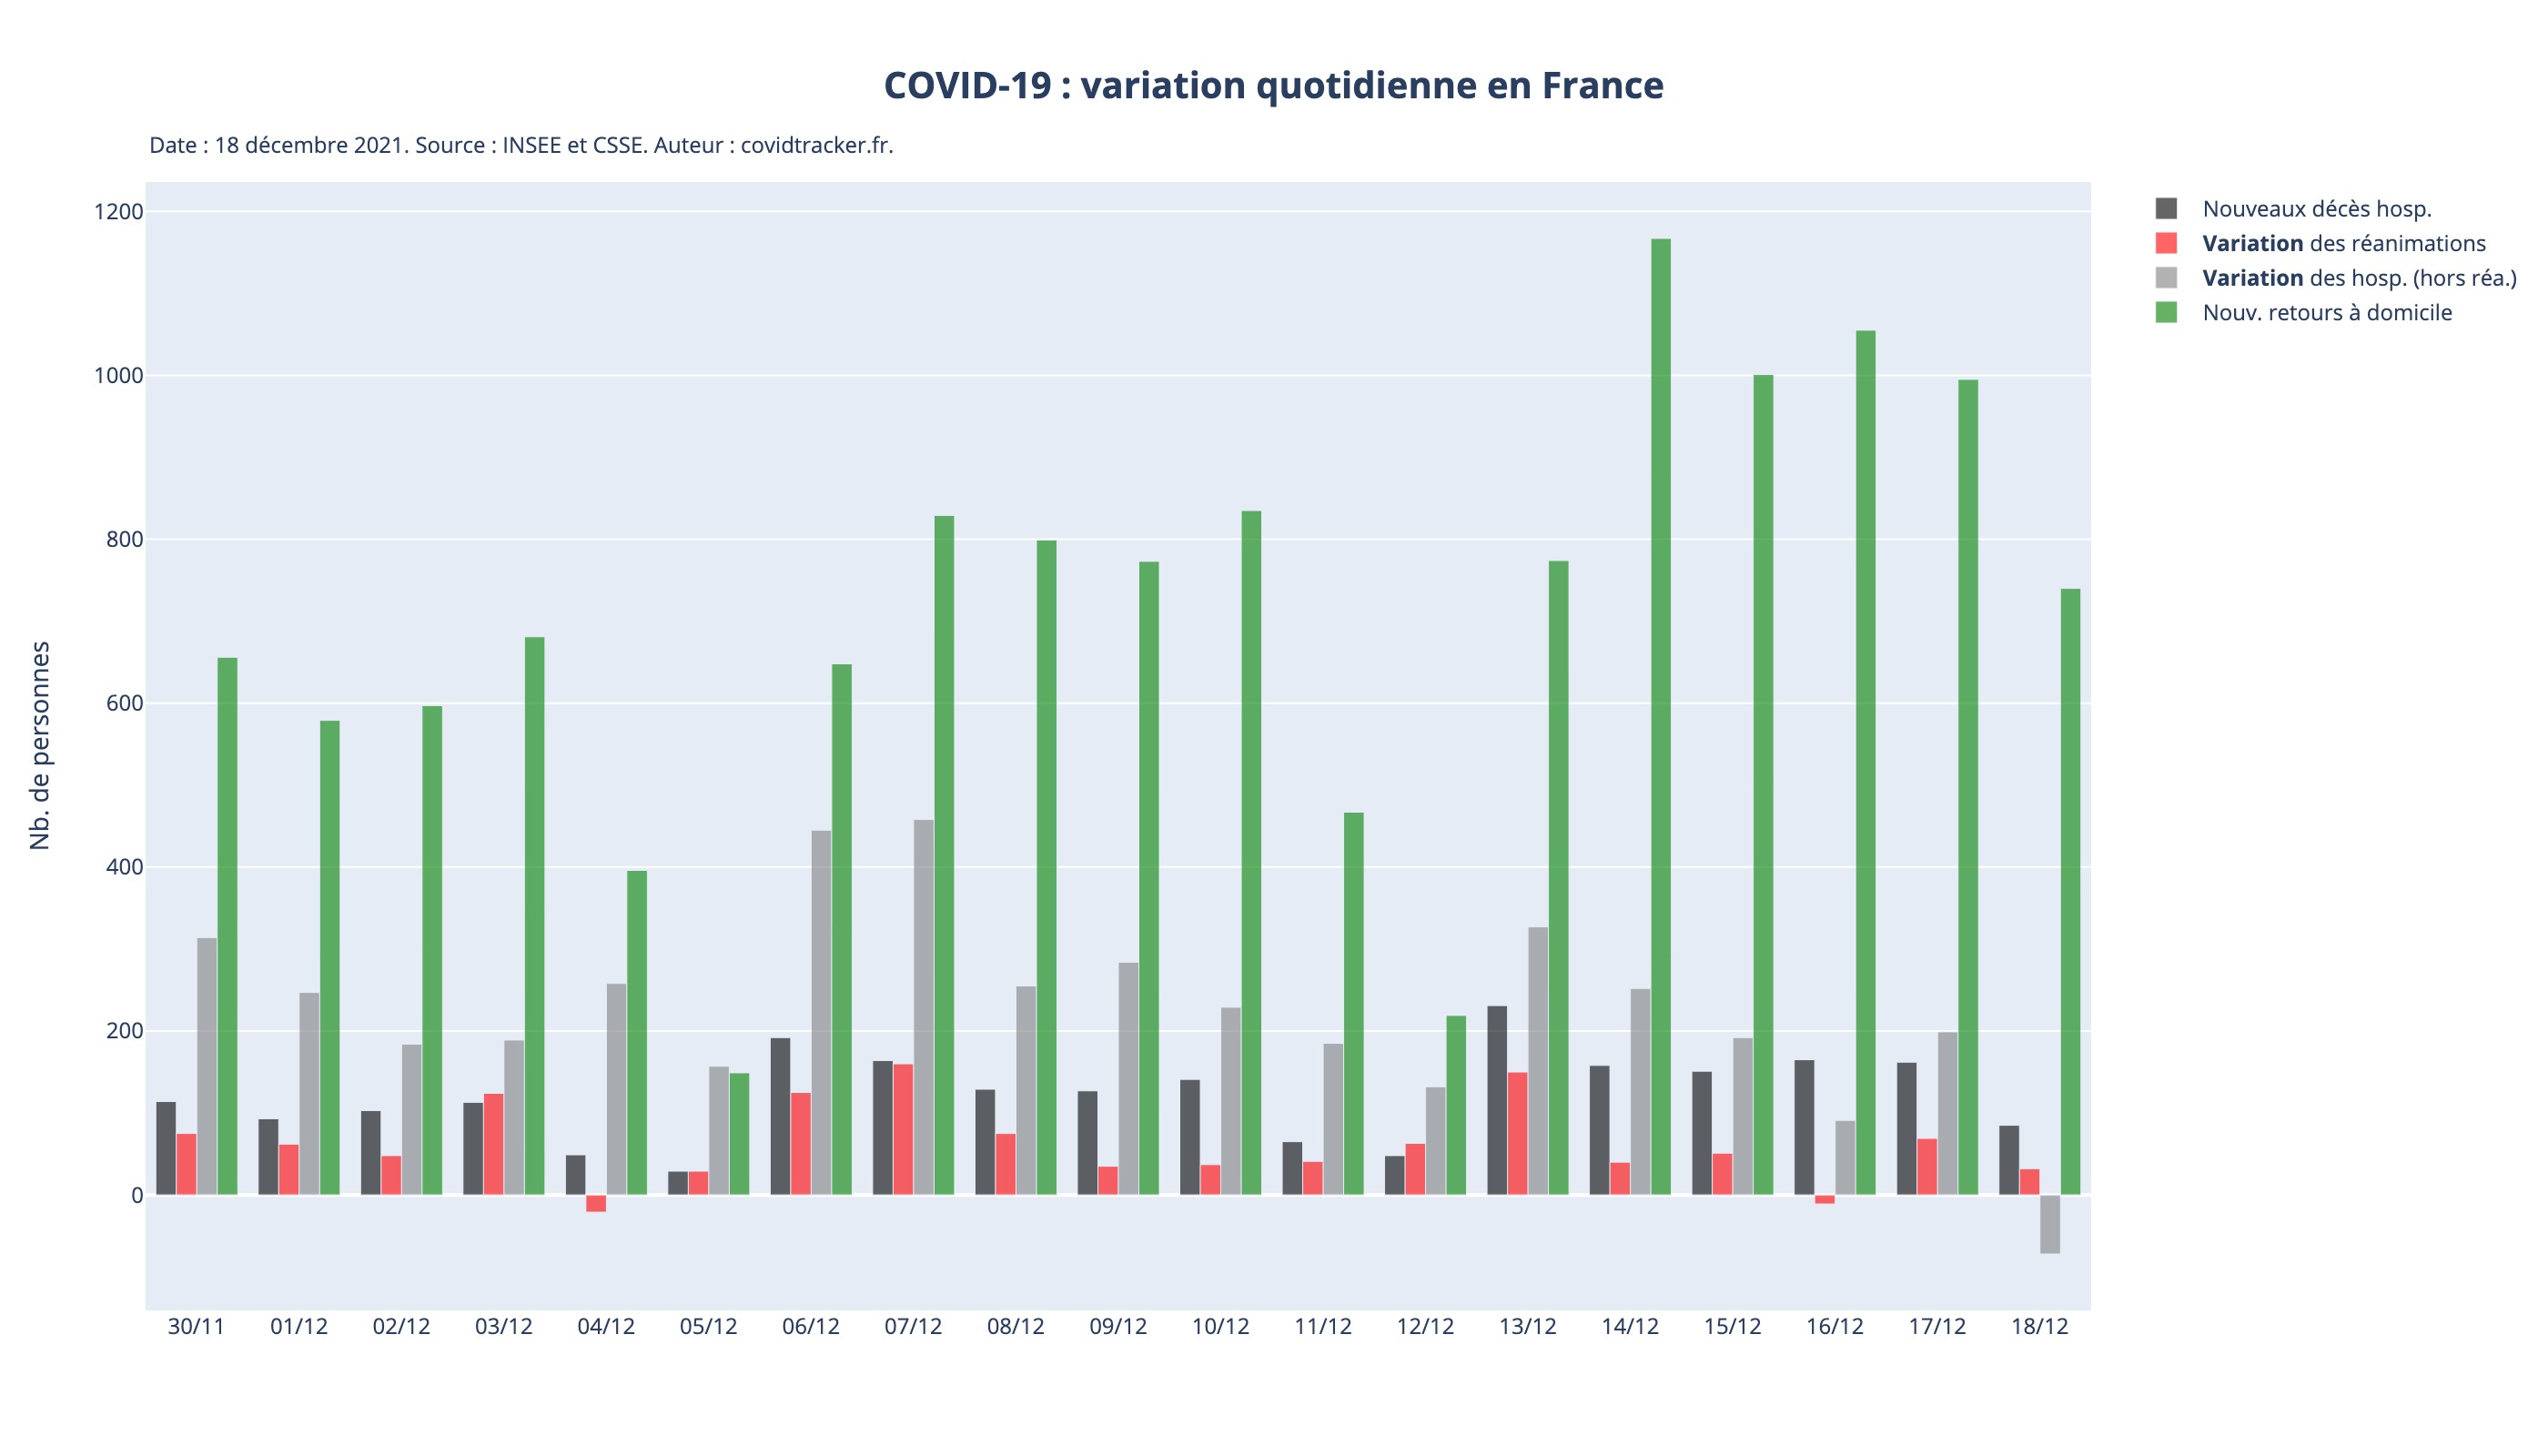 COVID-19 : variation quotidienne en France
Date : 18 décembre 2021. Source : INSEE et CSSE. Auteur : covidtracker.fr.
Nouveaux décès hosp.
Variation des réanimations
Variation des hosp. (hors réa.)
Nouv. retours à domicile
Nb. de personnes
1200
1000
800
600
400
200
0
30/11 01/12 02/12 03/12 04/12 05/12 06/12 07/12 08/12 09/12 10/12 11/12 12/12 13/12 14/12 15/12 16/12 17/12 18/12